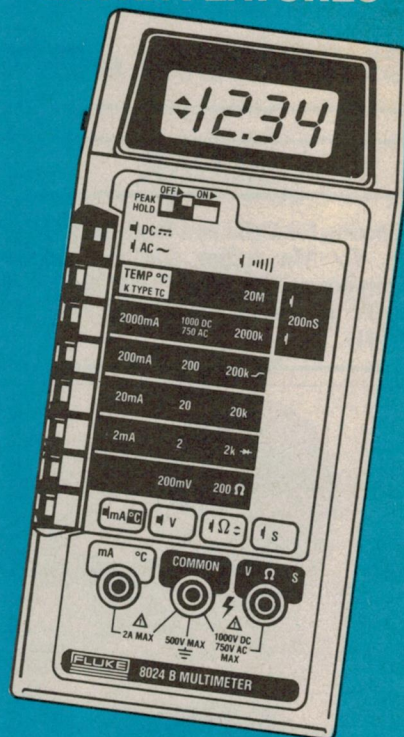 12.34
OFF▶ ON▶
PEAK
HOLD
DC ⎓
AC ~
TEMP °C
K TYPE TC
20M
200nS
2000mA 1000 DC 2000k
750 AC
200mA 200 200k
20mA 20 20k
2mA 2 2k
200mV 200 Ω
mA °C V Ω S
mA °C COMMON V Ω S
2A MAX 500V MAX 1000V DC
750V AC
MAX
FLUKE 8024 B MULTIMETER